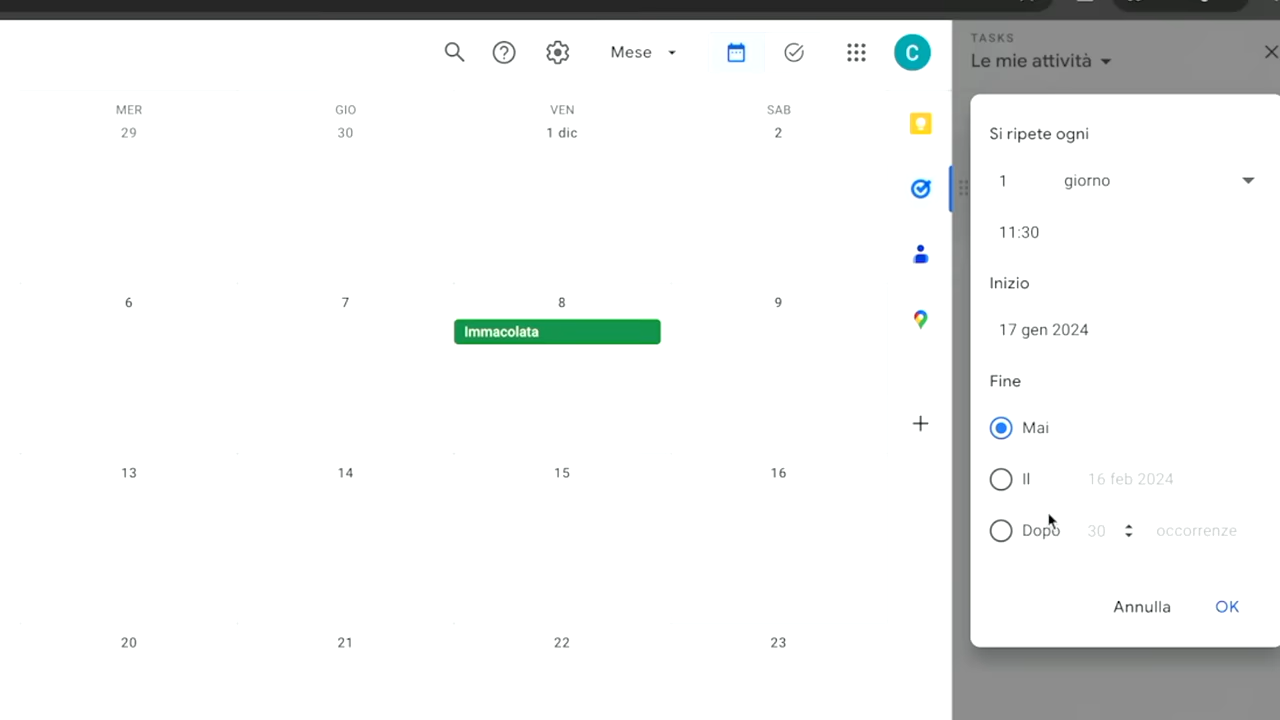 Mese
C
MER
29
GIO
30
VEN
1 dic
SAB
2
6
7
8
9
Immacolata
13
14
15
16
20
21
22
23
TASKS
Le mie attività
Si ripete ogni
1 giorno
11:30
Inizio
17 gen 2024
Fine
Mai
Il 16 feb 2024
Dopo 30 occorrenze
Annulla OK